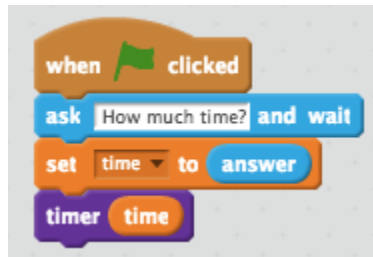 when clicked
ask How much time? and wait
set time to answer
timer time